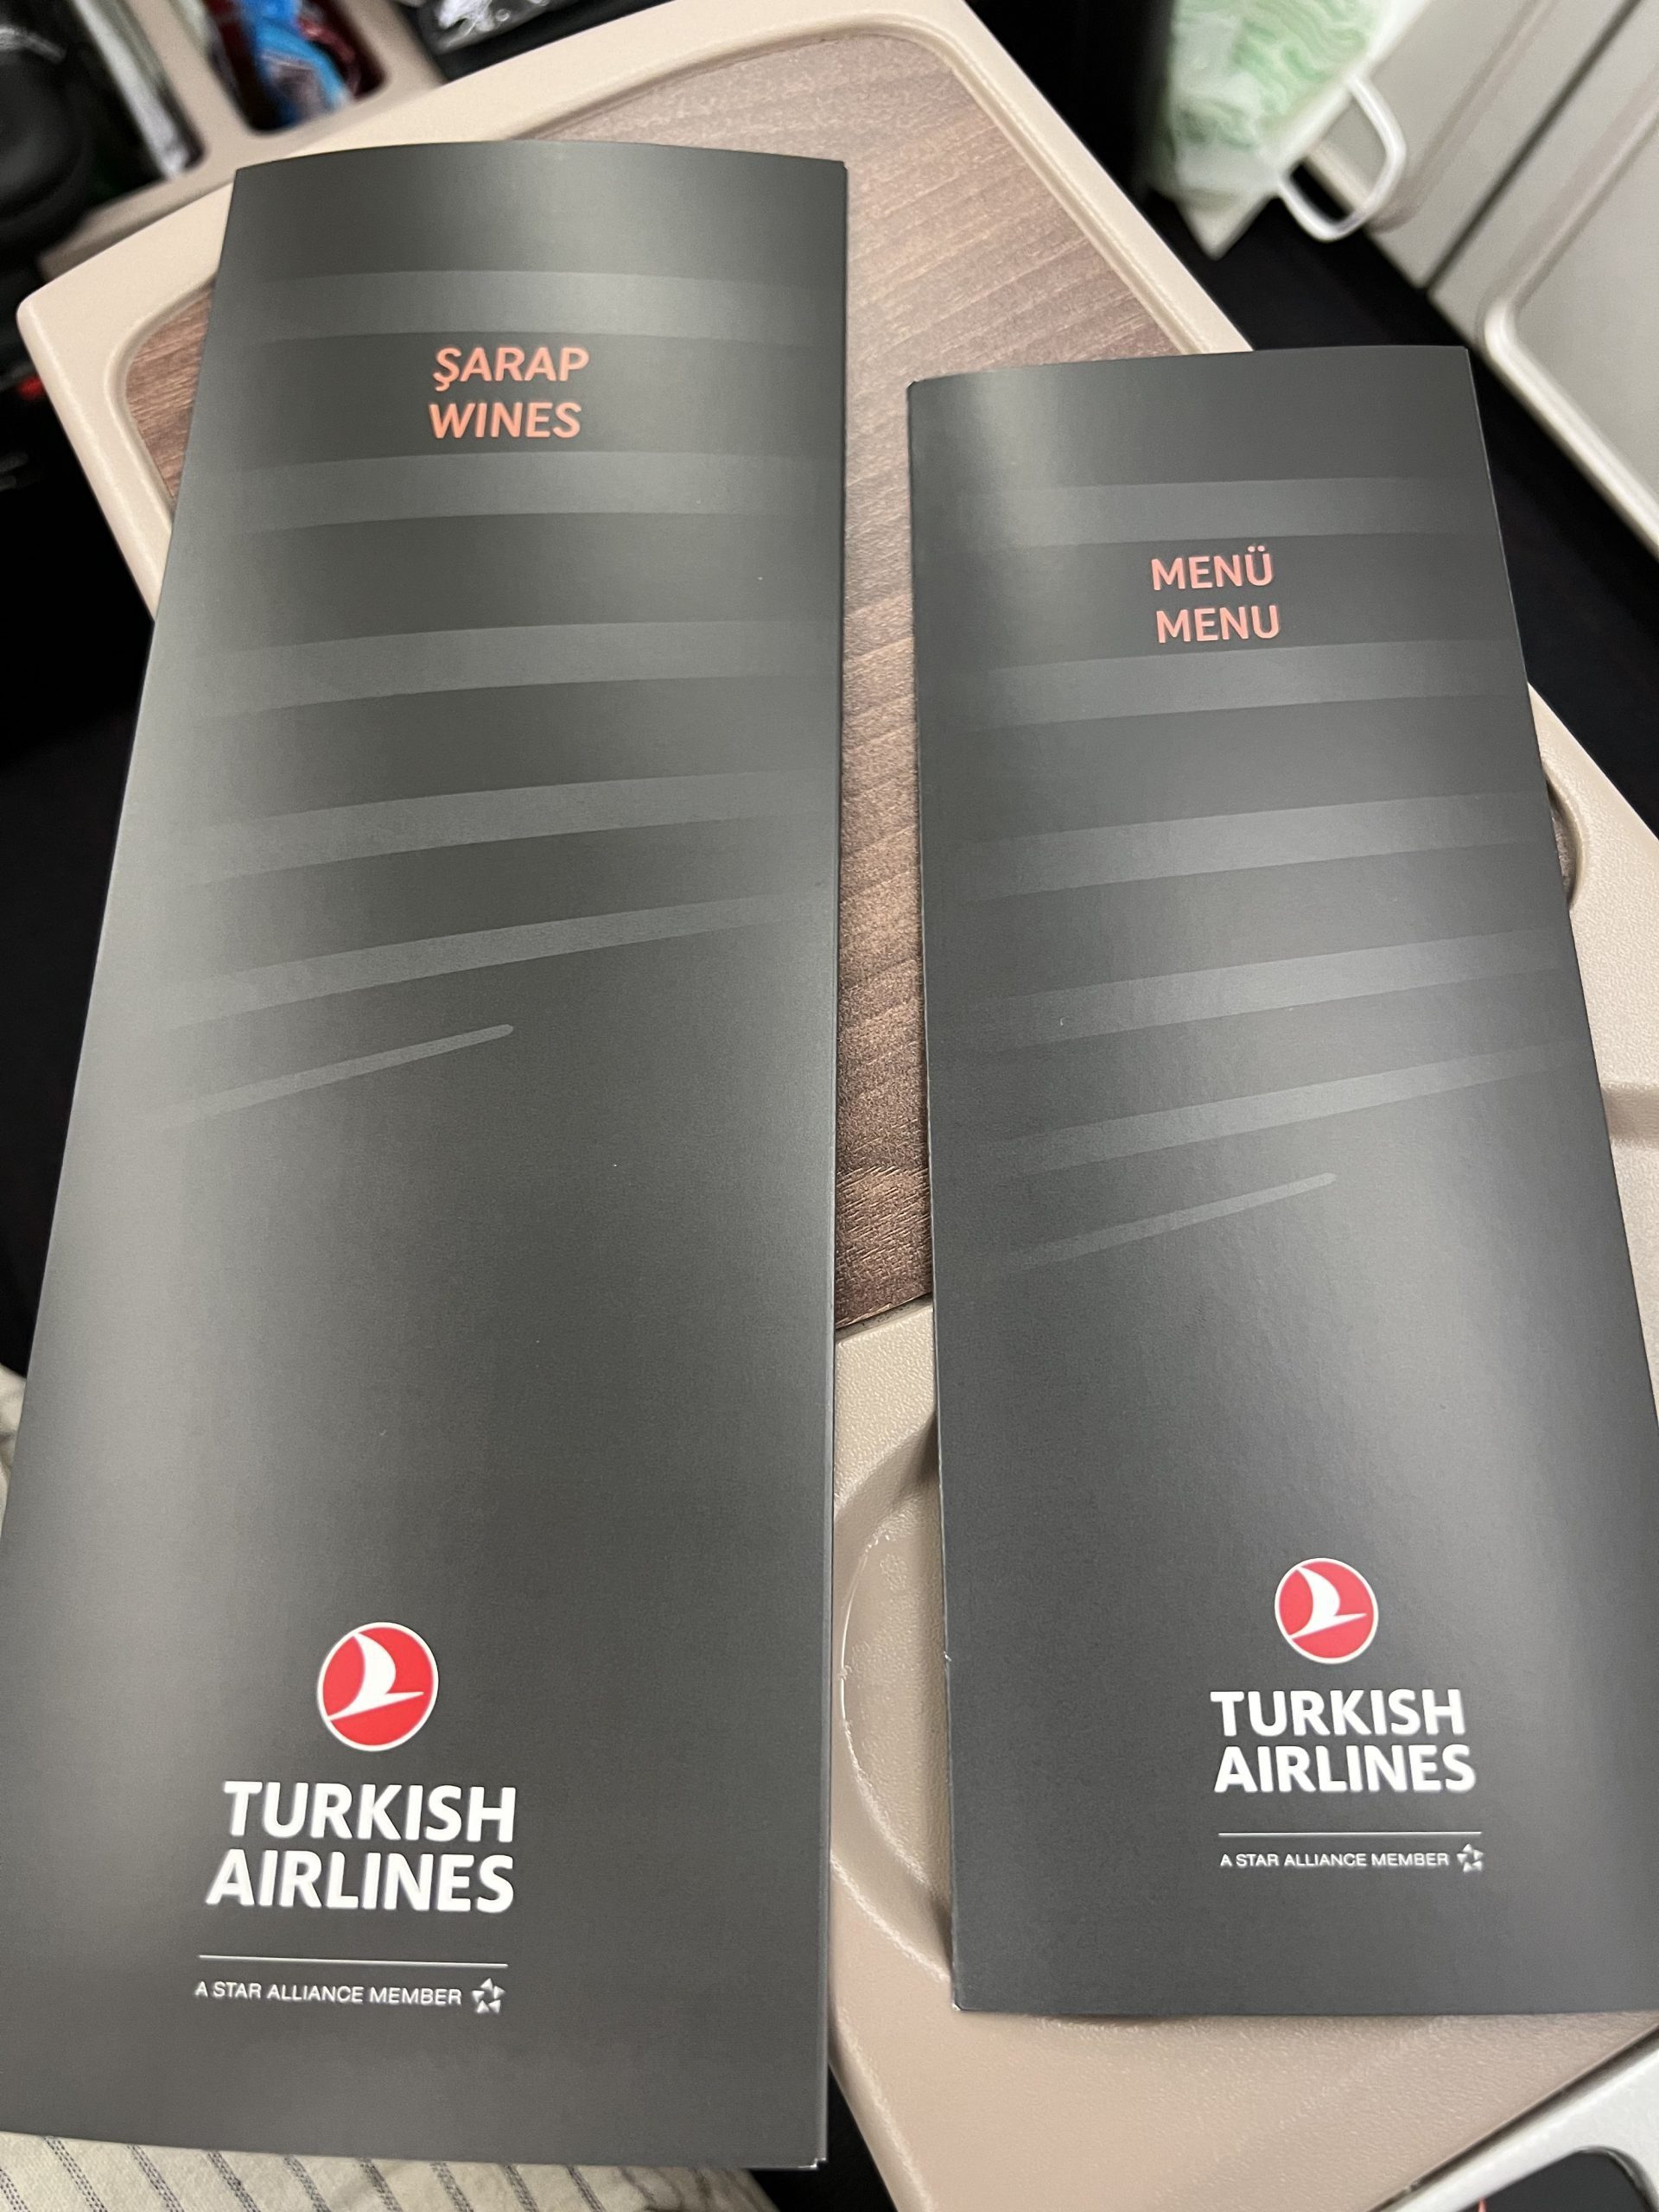 ŞARAP
WINES
TURKISH
AIRLINES
A STAR ALLIANCE MEMBER
MENÜ
MENU
TURKISH
AIRLINES
A STAR ALLIANCE MEMBER